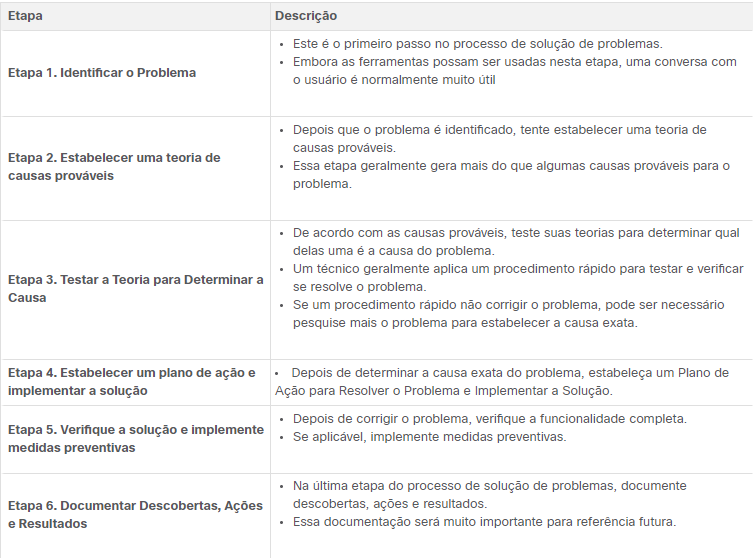 Etapa
Descrição
Etapa 1. Identificar o Problema
• Este é o primeiro passo no processo de solução de problemas.
• Embora as ferramentas possam ser usadas nesta etapa, uma conversa com
o usuário é normalmente muito útil
Etapa 2. Estabelecer uma teoria de
causas prováveis
• Depois que o problema é identificado, tente estabelecer uma teoria de
causas prováveis.
• Essa etapa geralmente gera mais do que algumas causas prováveis para o
problema.
Etapa 3. Testar a Teoria para Determinar a
Causa
• De acordo com as causas prováveis, teste suas teorias para determinar qual
delas uma é a causa do problema.
• Um técnico geralmente aplica um procedimento rápido para testar e verificar
se resolve o problema.
• Se um procedimento rápido não corrigir o problema, pode ser necessário
pesquise mais o problema para estabelecer a causa exata.
Etapa 4. Estabelecer um plano de ação e
implementar a solução
• Depois de determinar a causa exata do problema, estabeleça um Plano de
Ação para Resolver o Problema e Implementar a Solução.
Etapa 5. Verifique a solução e implemente
medidas preventivas
• Depois de corrigir o problema, verifique a funcionalidade completa.
• Se aplicável, implemente medidas preventivas.
Etapa 6. Documentar Descobertas, Ações
e Resultados
• Na última etapa do processo de solução de problemas, documente
descobertas, ações e resultados.
• Essa documentação será muito importante para referência futura.